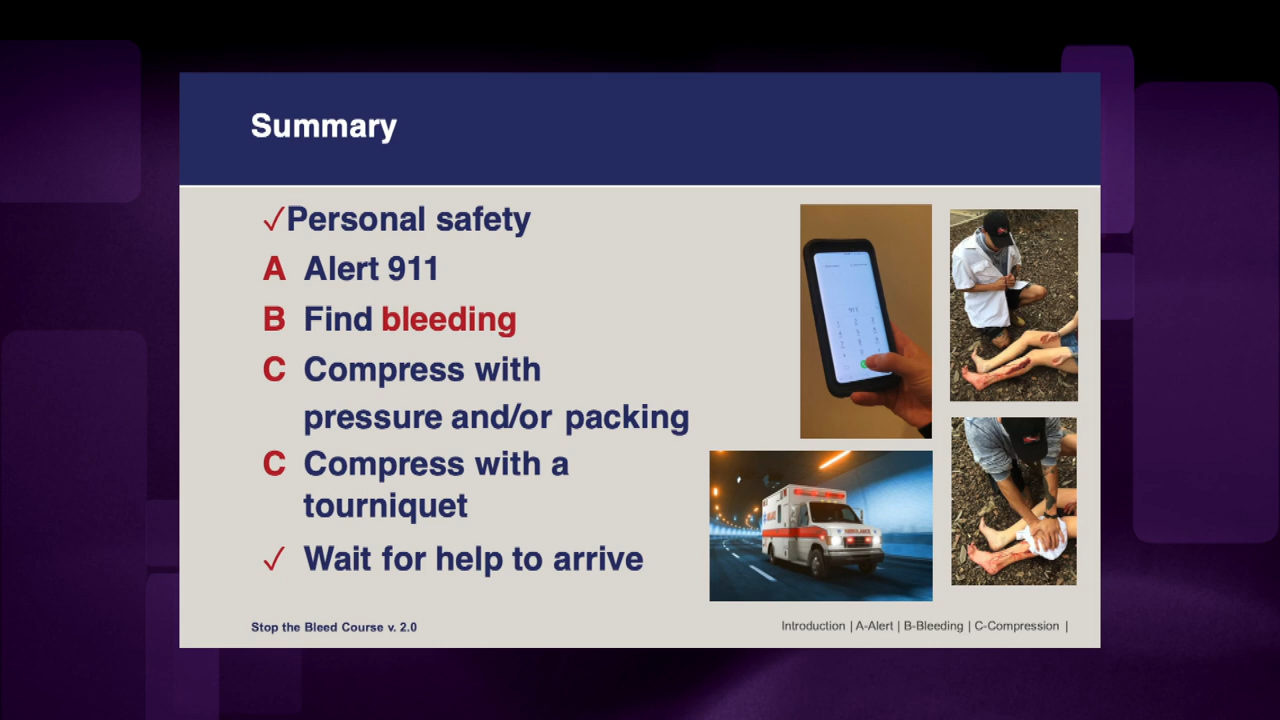 Summary
✓Personal safety
A Alert 911
B Find bleeding
C Compress with
pressure and/or packing
C Compress with a
tourniquet
✓ Wait for help to arrive
911
Stop the Bleed Course v. 2.0
Introduction | A-Alert | B-Bleeding | C-Compression |